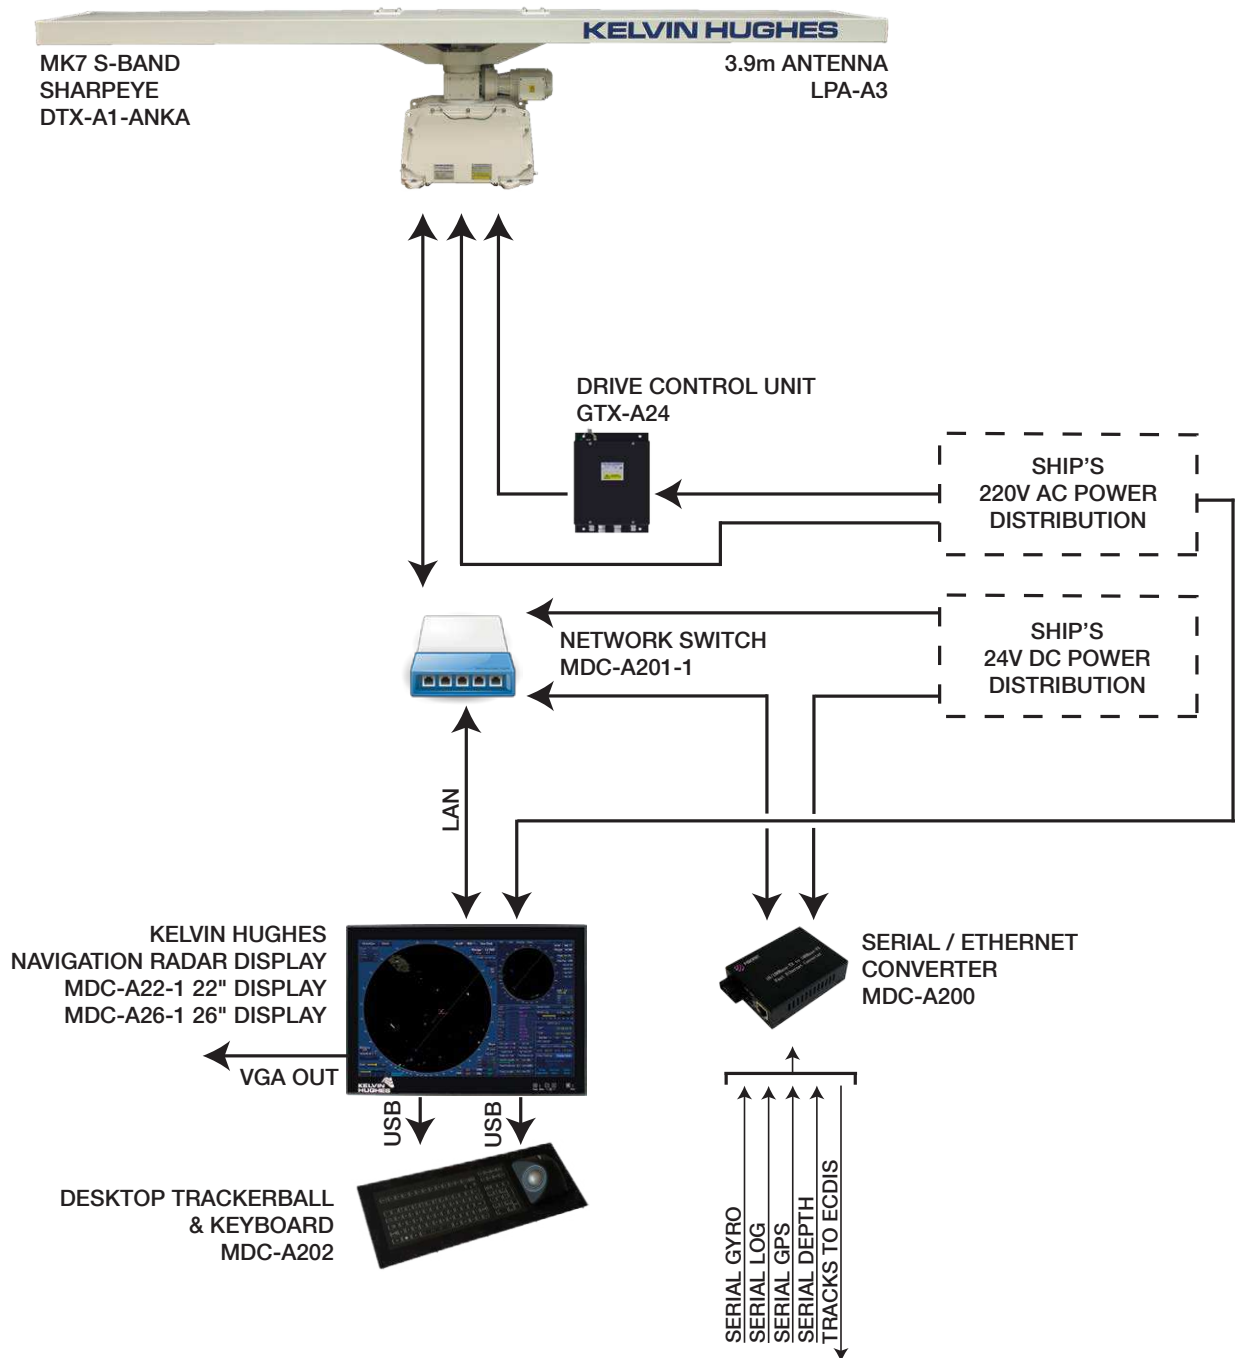 KELVIN HUGHES
MK7 S-BAND
SHARPEYE
DTX-A1-ANKA
3.9m ANTENNA
LPA-A3
DRIVE CONTROL UNIT
GTX-A24
SHIP'S
220V AC POWER
DISTRIBUTION
SHIP'S
24V DC POWER
DISTRIBUTION
NETWORK SWITCH
MDC-A201-1
LAN
KELVIN HUGHES
NAVIGATION RADAR DISPLAY
MDC-A22-1 22" DISPLAY
MDC-A26-1 26" DISPLAY
VGA OUT
KELVIN
HUGHES
USB
USB
SERIAL / ETHERNET
CONVERTER
MDC-A200
DESKTOP TRACKERBALL
& KEYBOARD
MDC-A202
SERIAL GYRO
SERIAL LOG
SERIAL GPS
SERIAL DEPTH
TRACKS TO ECDIS